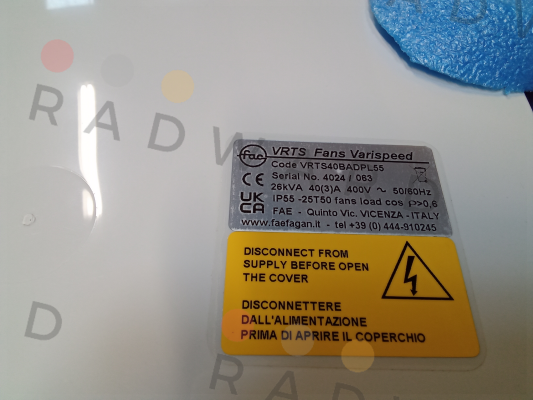 RADW
fae
VRTS Fans Varispeed
Code VRTS40BADPL55
Serial No. 4024 / 063
CE
26kVA 40(3)A 400V ~ 50/60Hz
UK
CA
IP55 -25T50 fans load cos ρ>0,6
FAE - Quinto Vic. VICENZA - ITALY
www.faefagan.it - tel +39 (0) 444-910245
DISCONNECT FROM
SUPPLY BEFORE OPEN
THE COVER
DISCONNETTERE
DALL'ALIMENTAZIONE
PRIMA DI APRIRE IL COPERCHIO
D
RADW